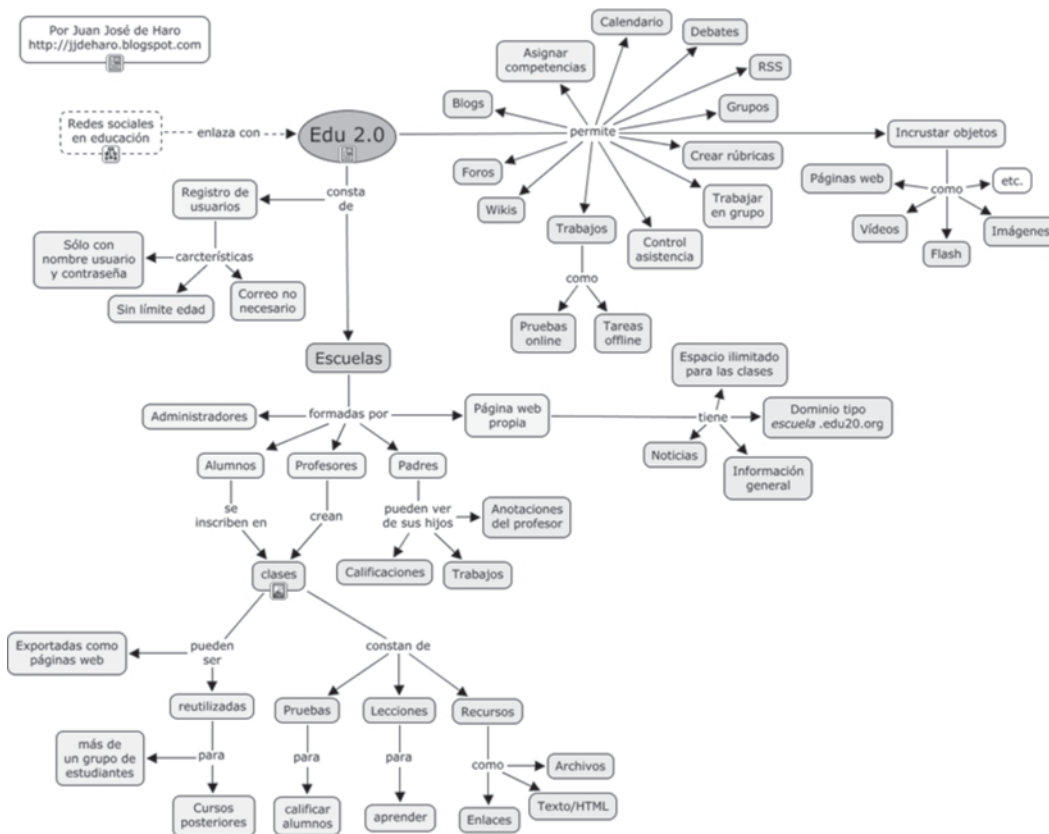 Por Juan José de Haro
http://jjdeharo.blogspot.com
Calendario
Debates
Asignar
competencias
RSS
Blogs
Grupos
Redes sociales
en educación
enlaza con
Edu 2.0
permite
Incrustar objetos
Crear rúbricas
Foros
Páginas web
como
etc.
Registro de
usuarios
consta
de
Wikis
Trabajar
en grupo
Trabajos
Control
asistencia
Vídeos
Imágenes
Flash
Sólo con
nombre usuario
y contraseña
carcterísticas
como
Sin límite edad
Correo no
necesario
Pruebas
online
Tareas
offline
Escuelas
Espacio ilimitado
para las clases
Administradores
formadas por
Página web
propia
tiene
Dominio tipo
escuela .edu20.org
Noticias
Información
general
Alumnos
Profesores
Padres
se
inscriben en
crean
pueden ver
de sus hijos
Anotaciones
del profesor
clases
Calificaciones
Trabajos
Exportadas como
páginas web
pueden
ser
constan de
reutilizadas
Pruebas
Lecciones
Recursos
más de
un grupo de
estudiantes
para
para
para
como
Archivos
Texto/HTML
Cursos
posteriores
calificar
alumnos
aprender
Enlaces